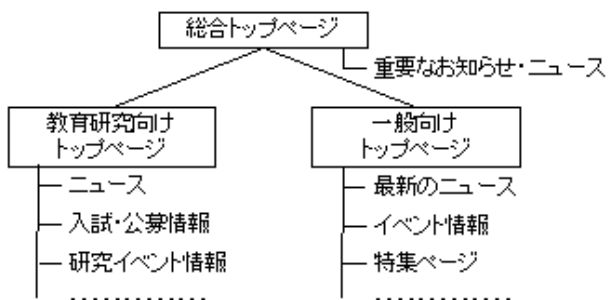 総合トップページ
重要なお知らせ・ニュース
教育研究向け
トップページ
ニュース
入試・公募情報
研究イベント情報
.............
一般向け
トップページ
最新のニュース
イベント情報
特集ページ
.............